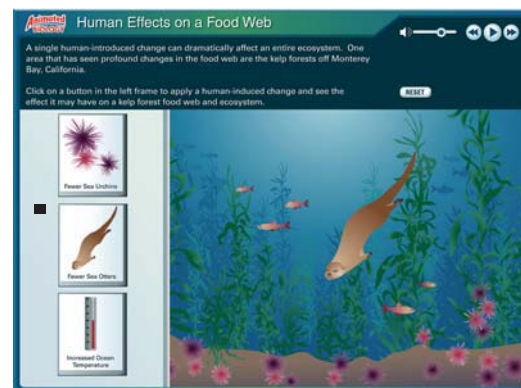 Animated
BIOLOGY
Human Effects on a Food Web
A single human-introduced change can dramatically affect an entire ecosystem. One
area that has seen profound changes in the food web are the kelp forests off Monterey
Bay, California.
Click on a button in the left frame to apply a human-induced change and see the
effect it may have on a kelp forest food web and ecosystem.
RESET
Fewer Sea Urchins
Fewer Sea Otters
Increased Ocean
Temperature